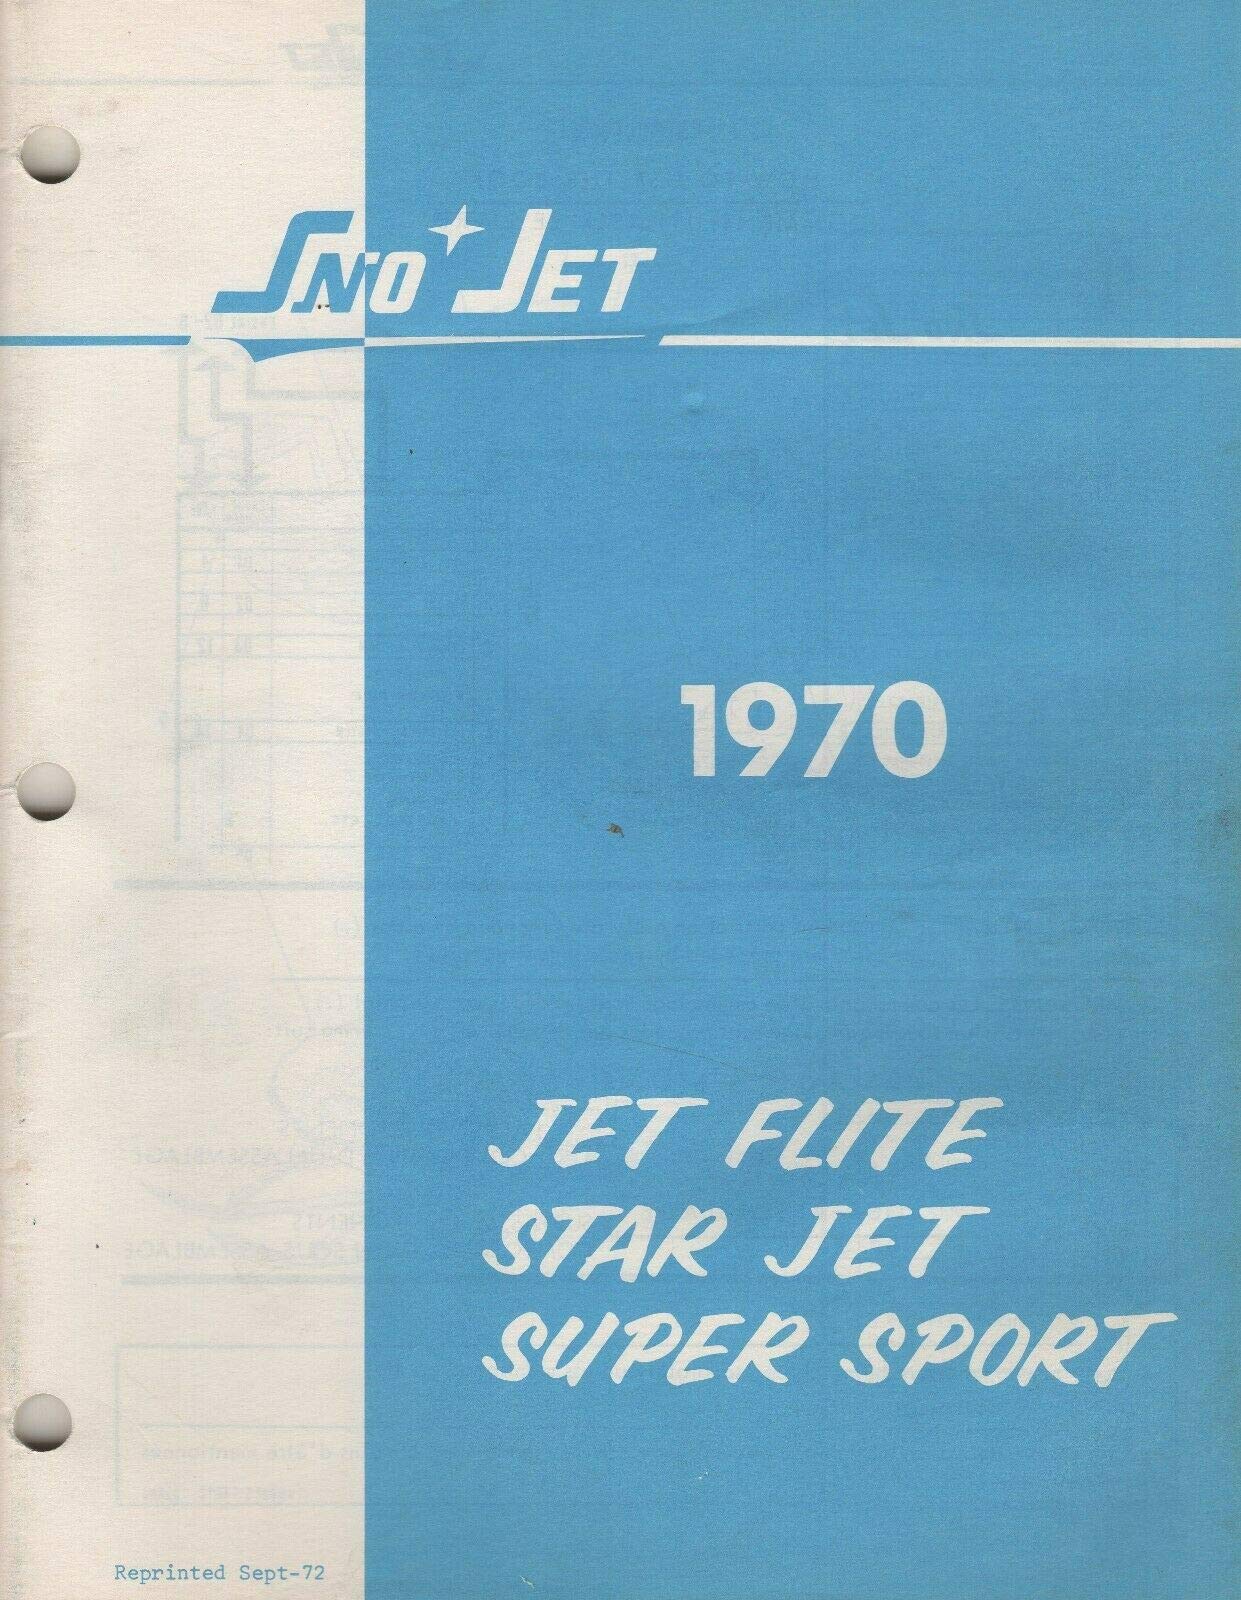 SNO JET
1970
JET FLITE
STAR JET
SUPER SPORT
Reprinted Sept-72